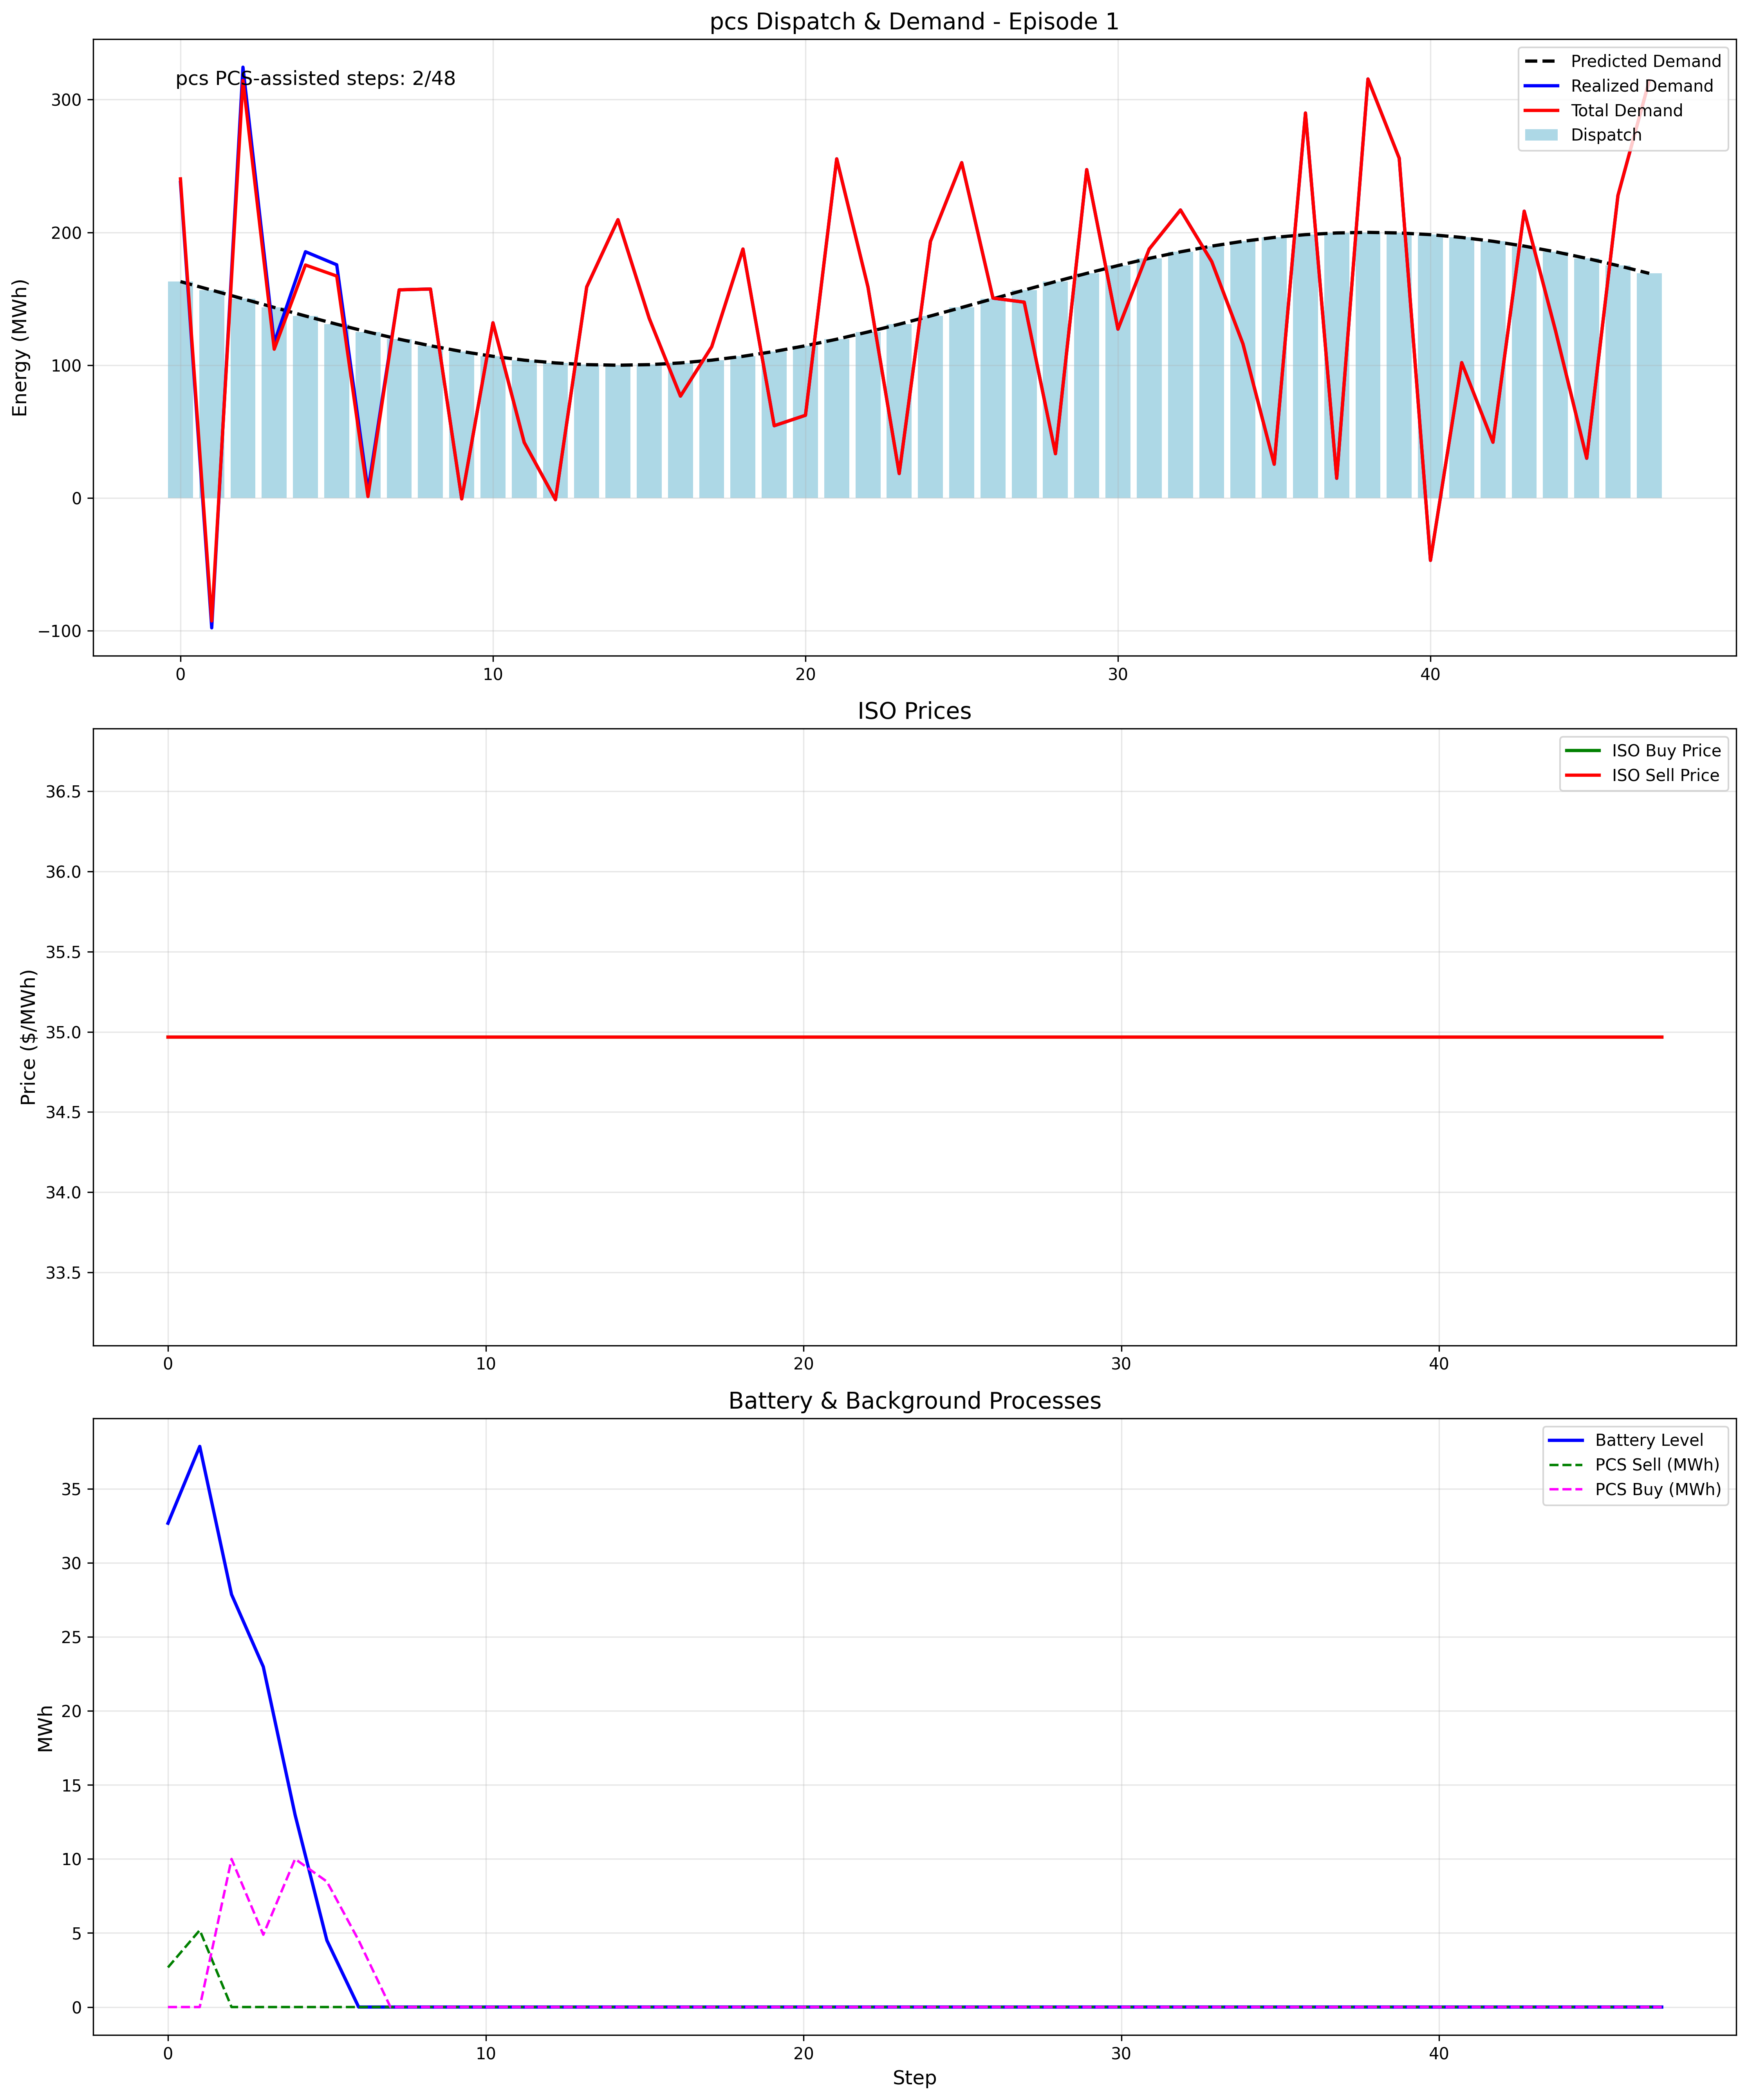 pcs Dispatch & Demand - Episode 1
pcs PCS-assisted steps: 2/48
Predicted Demand
Realized Demand
Total Demand
Dispatch
Energy (MWh)
300
200
100
0
−100
0 10 20 30 40
ISO Prices
ISO Buy Price
ISO Sell Price
Price ($/MWh)
36.5
36.0
35.5
35.0
34.5
34.0
33.5
0 10 20 30 40
Battery & Background Processes
Battery Level
PCS Sell (MWh)
PCS Buy (MWh)
MWh
35
30
25
20
15
10
5
0
0 10 20 30 40
Step